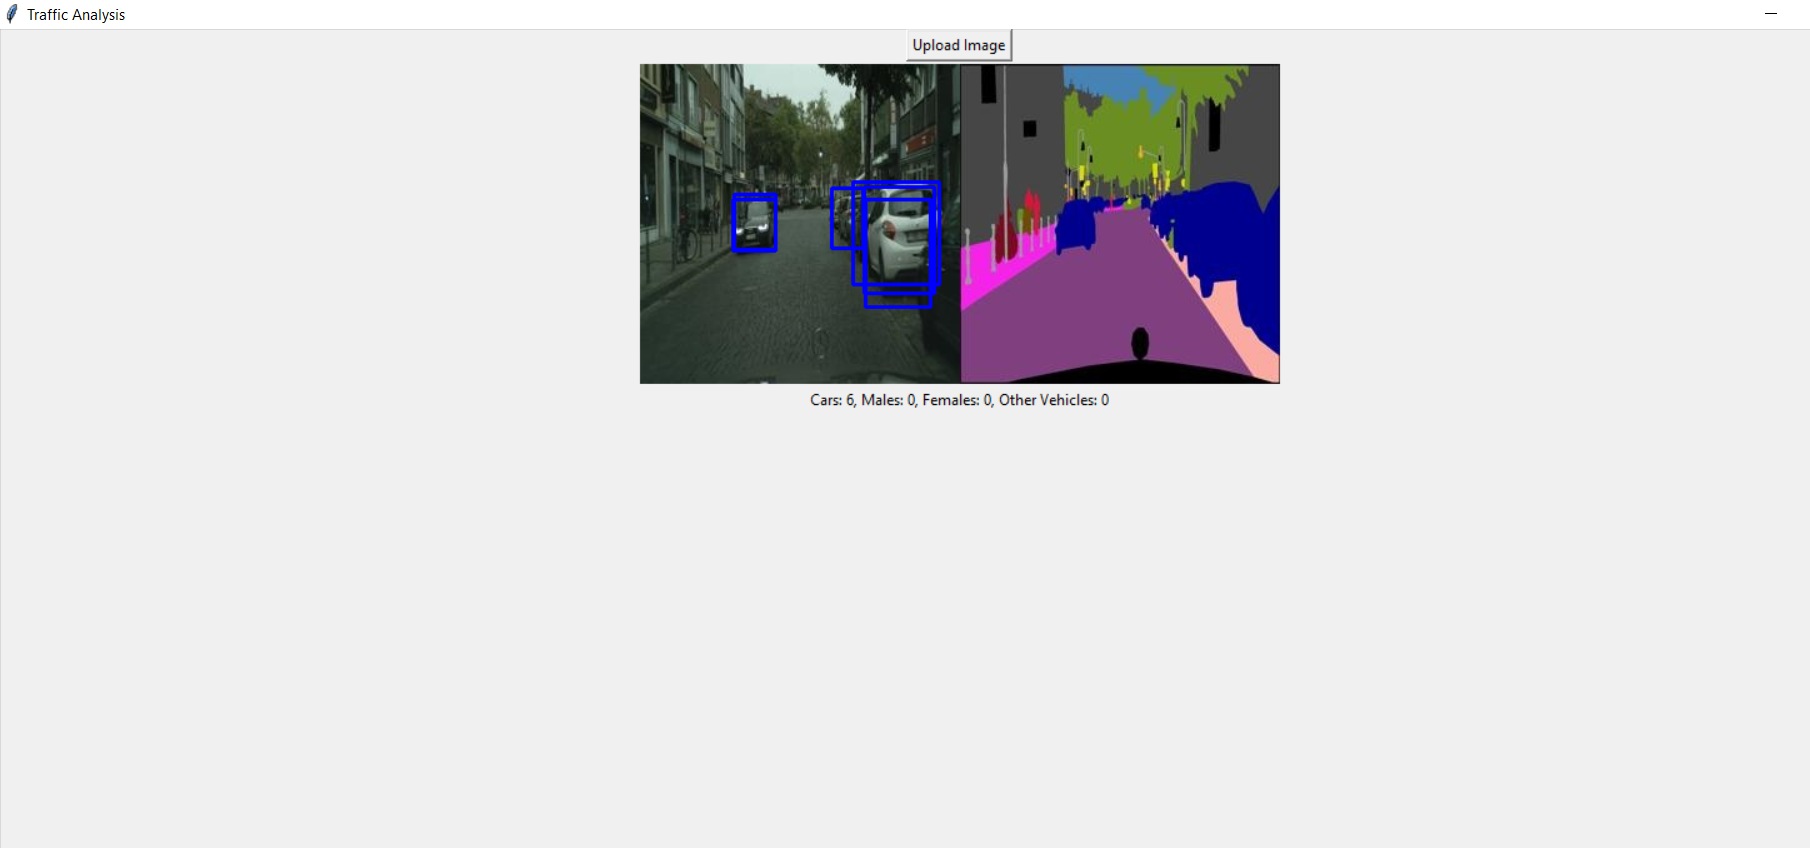 Traffic Analysis
Upload Image
Cars: 6, Males: 0, Females: 0, Other Vehicles: 0